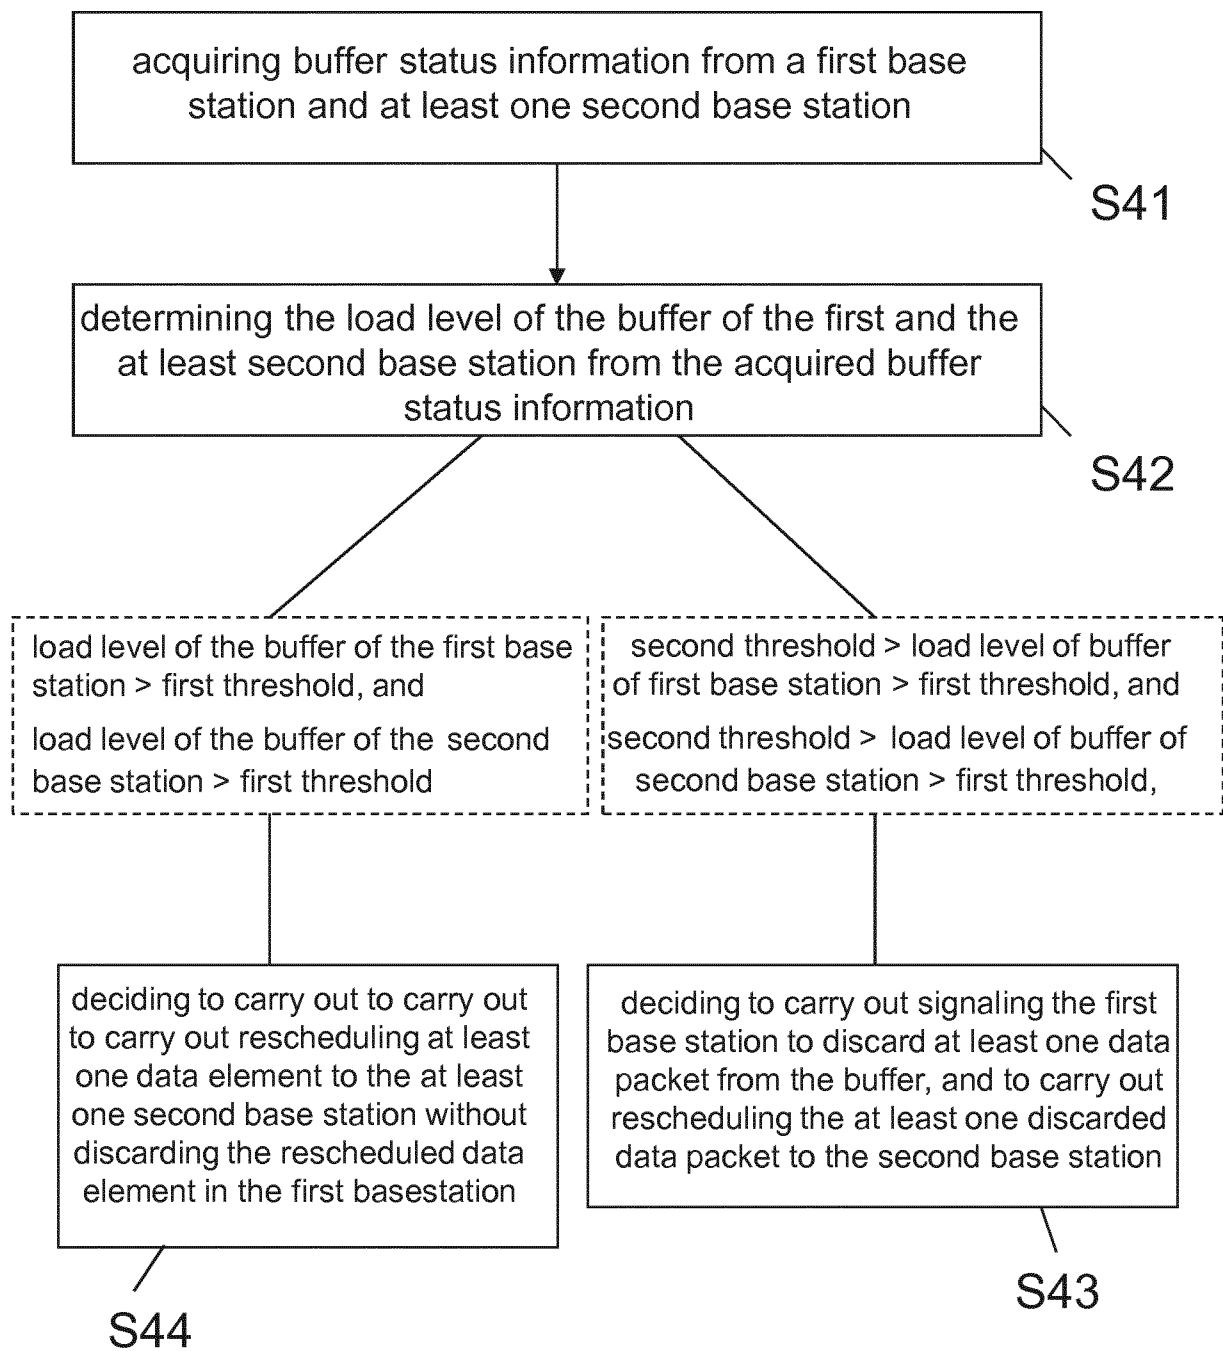 acquiring buffer status information from a first base
station and at least one second base station
S41
determining the load level of the buffer of the first and the
at least second base station from the acquired buffer
status information
S42
load level of the buffer of the first base
station > first threshold, and
load level of the buffer of the second
base station > first threshold
second threshold > load level of buffer
of first base station > first threshold, and
second threshold > load level of buffer of
second base station > first threshold,
deciding to carry out to carry out
to carry out rescheduling at least
one data element to the at least
one second base station without
discarding the rescheduled data
element in the first basestation
S44
deciding to carry out signaling the first
base station to discard at least one data
packet from the buffer, and to carry out
rescheduling the at least one discarded
data packet to the second base station
S43